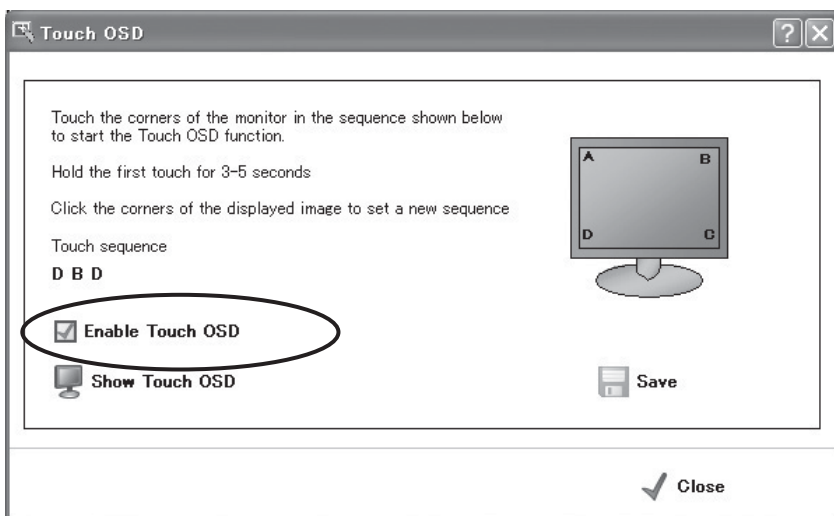 Touch OSD
Touch the corners of the monitor in the sequence shown below
to start the Touch OSD function.
Hold the first touch for 3-5 seconds
Click the corners of the displayed image to set a new sequence
Touch sequence
D B D
A B
D C
Enable Touch OSD
Show Touch OSD
Save
Close